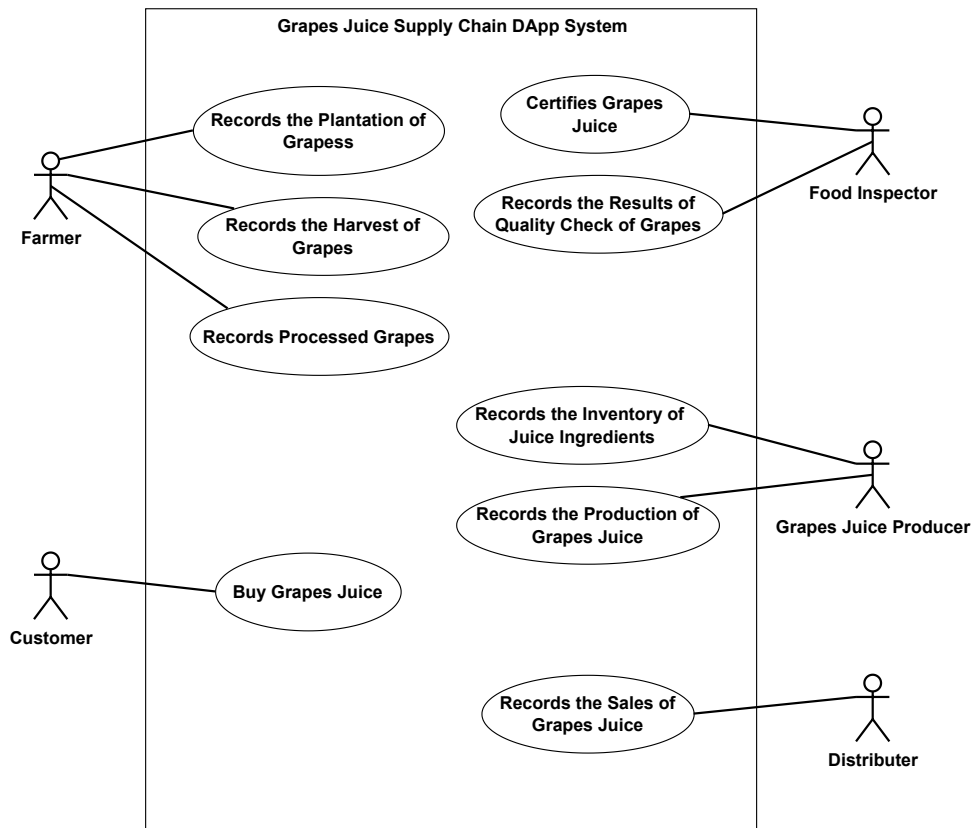 Grapes Juice Supply Chain DApp System
Records the Plantation of
Grapess
Certifies Grapes
Juice
Farmer
Food Inspector
Records the Harvest of
Grapes
Records the Results of
Quality Check of Grapes
Records Processed Grapes
Records the Inventory of
Juice Ingredients
Records the Production of
Grapes Juice
Grapes Juice Producer
Customer
Buy Grapes Juice
Records the Sales of
Grapes Juice
Distributer